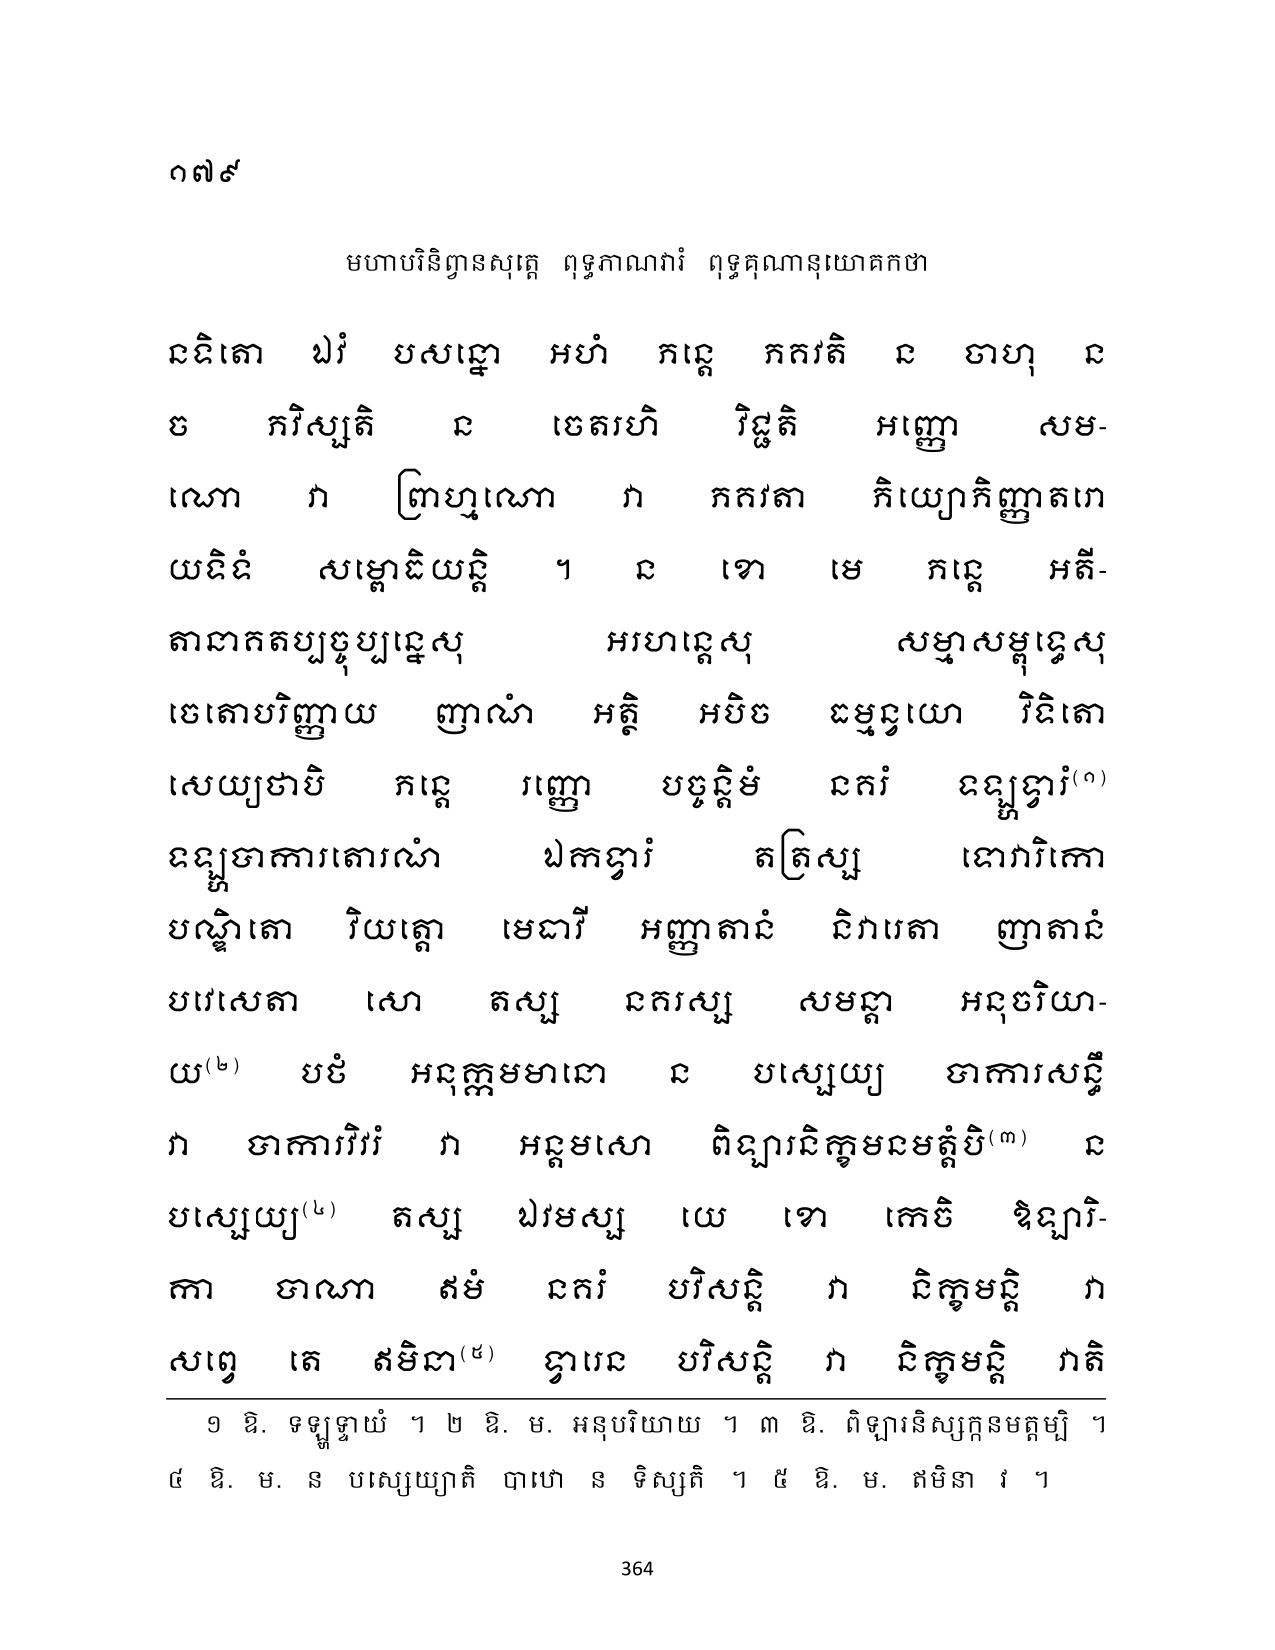 ១៧៩
មហាបរិនិព្វានសុត្តេ ពុទ្ធភាណវារំ ពុទ្ធគុណានុយោគកថា
នទិតោ ឯវំ បសន្នោ អហំ ភន្តេ ភគវតិ ន ចាហុ ន
ច ភវិស្សតិ ន ចេតរហិ វិជ្ជតិ អញ្ញោ សម-
ណោ វា ព្រាហ្មណោ វា ភគវតា ភិយ្យោភិញ្ញាតរោ
យទិទំ សម្ពោធិយន្តិ ។ ន ខោ មេ ភន្តេ អតី-
តានាគតប្បច្ចុប្បន្នេសុ អរហន្តេសុ សម្មាសម្ពុទ្ធេសុ
ចេតោបរិញ្ញាយ ញាណំ អត្ថិ អបិច ធម្មន្វយោ វិទិតោ
សេយ្យថាបិ ភន្តេ រញ្ញោ បច្ចន្តិមំ នគរំ ទឡ្ហទ្វារំ(១)
ទឡ្ហបាការតោរណំ ឯកទ្វារំ តត្រស្ស ទោវារិកោ
បណ្ឌិតោ វិយត្តោ មេធាវី អញ្ញាតានំ និវារេតា ញាតានំ
បវេសេតា សោ តស្ស នគរស្ស សមន្តា អនុចរិយា-
យ(២) បថំ អនុក្កមមានោ ន បស្សេយ្យ បាការសន្ធឹ
វា បាការវិវរំ វា អន្តមសោ ពិឡារនិក្ខមនមត្តំបិ(៣) ន
បស្សេយ្យ(៤) តស្ស ឯវមស្ស យេ ខោ កេចិ ឱឡារិ-
កា បាណា ឥមំ នគរំ បវិសន្តិ វា និក្ខមន្តិ វា
សព្វេ តេ ឥមិនា(៥) ទ្វារេន បវិសន្តិ វា និក្ខមន្តិ វាតិ
១ ឱ. ទឡ្ហទ្ទាយំ ។ ២ ឱ. ម. អនុបរិយាយ ។ ៣ ឱ. ពិឡារនិស្សក្កនមត្តម្បិ ។
៤ ឱ. ម. ន បស្សេយ្យាតិ បាឋោ ន ទិស្សតិ ។ ៥ ឱ. ម. ឥមិនា វ ។
364